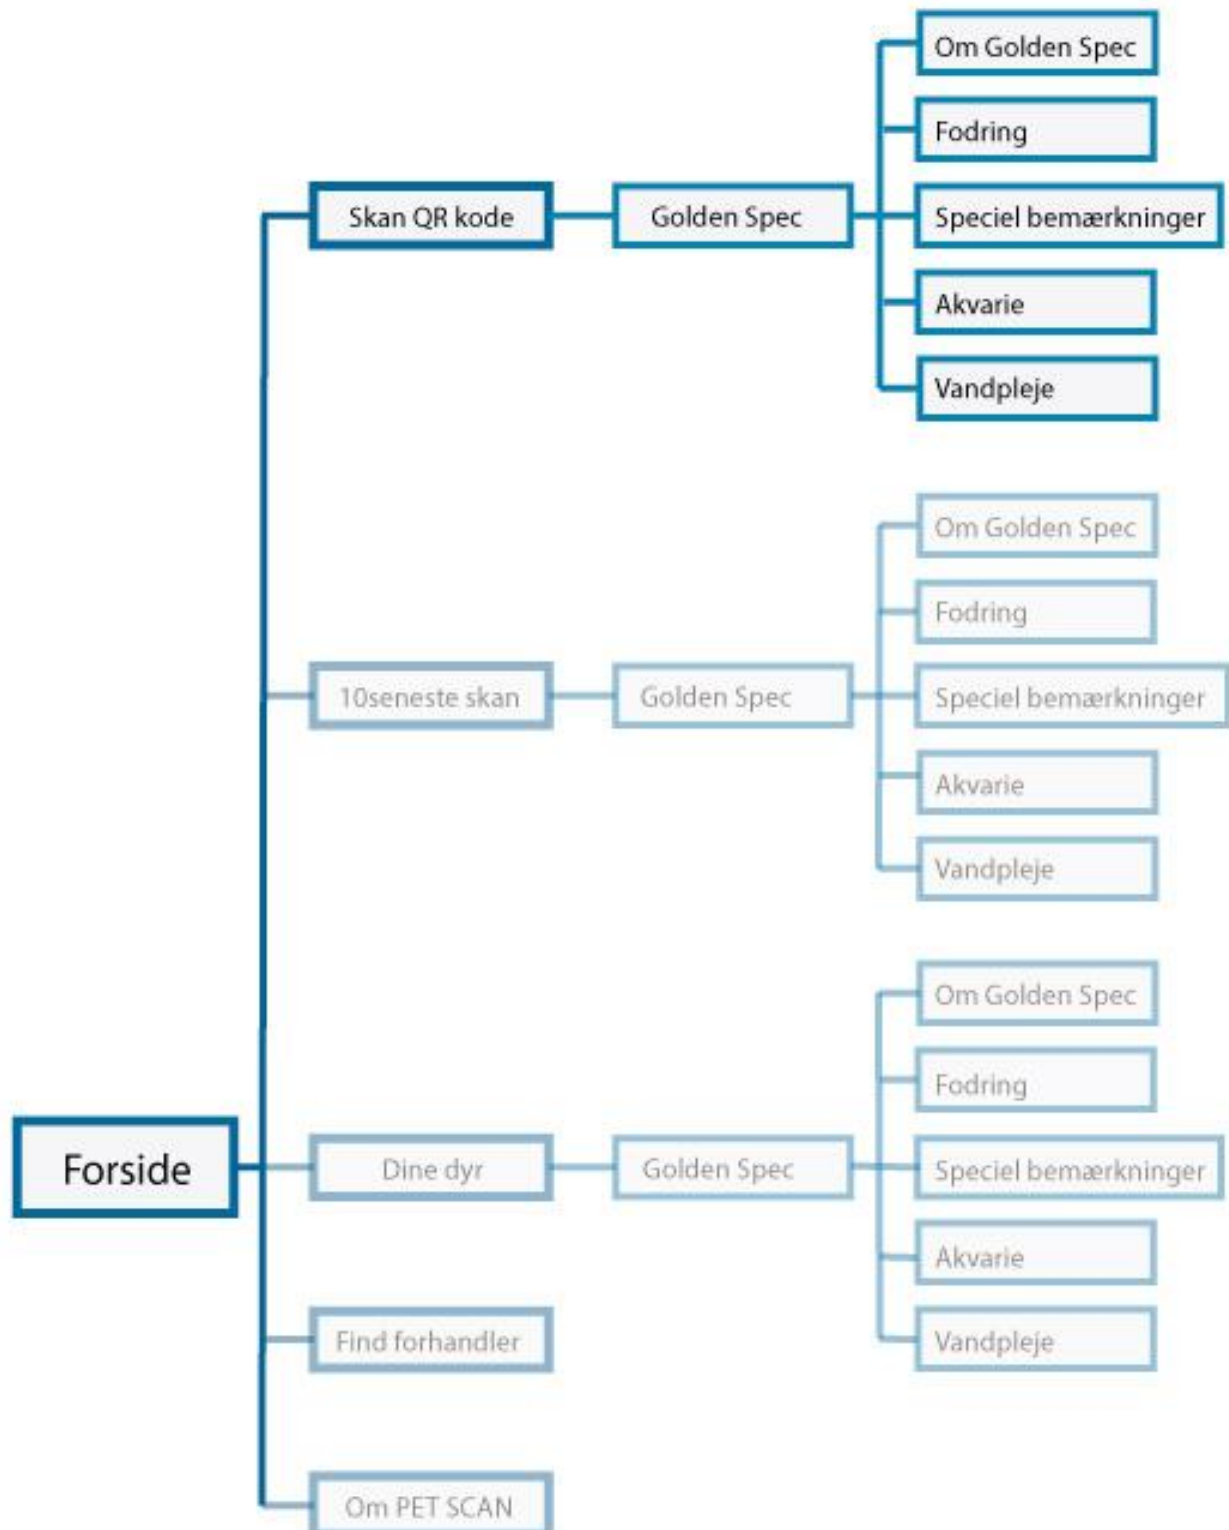 Om Golden Spec
Fodring
Skan QR kode
Golden Spec
Speciel bemærkninger
Akvarie
Vandpleje
Om Golden Spec
Fodring
10seneste skan
Golden Spec
Speciel bemærkninger
Akvarie
Vandpleje
Om Golden Spec
Fodring
Forside
Dine dyr
Golden Spec
Speciel bemærkninger
Akvarie
Find forhandler
Vandpleje
Om PET SCAN